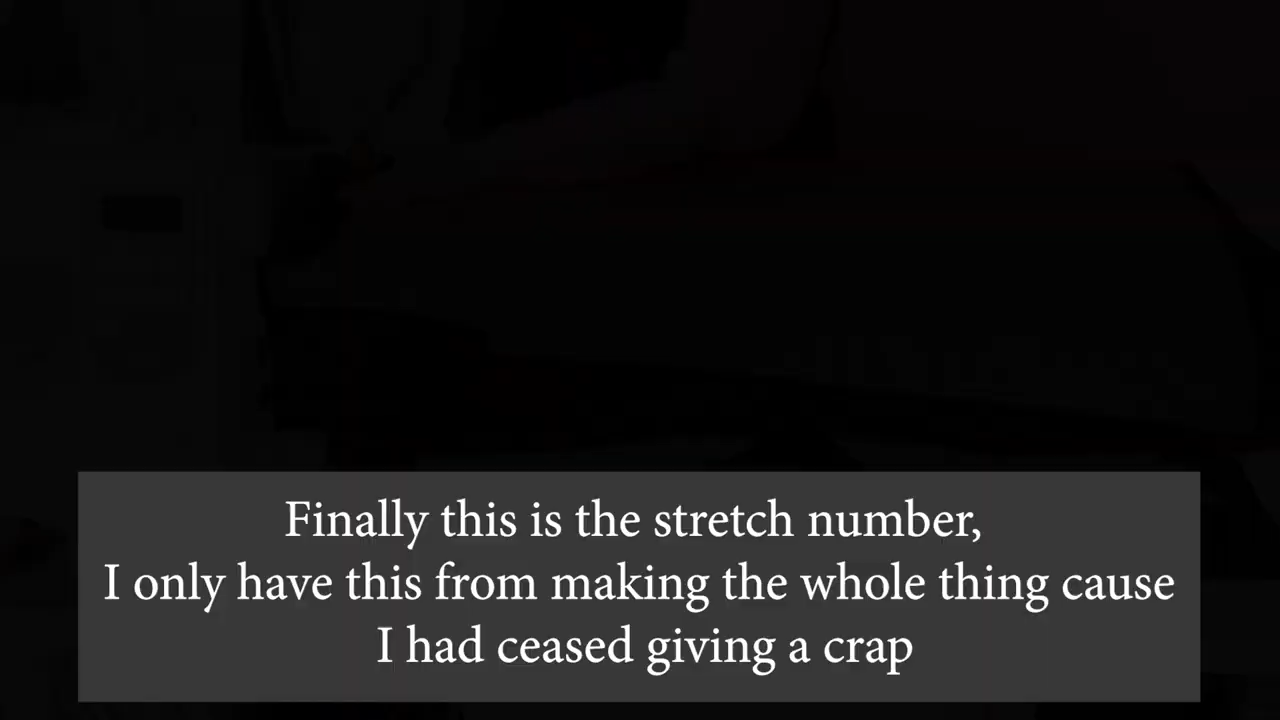 Finally this is the stretch number,
I only have this from making the whole thing cause
I had ceased giving a crap